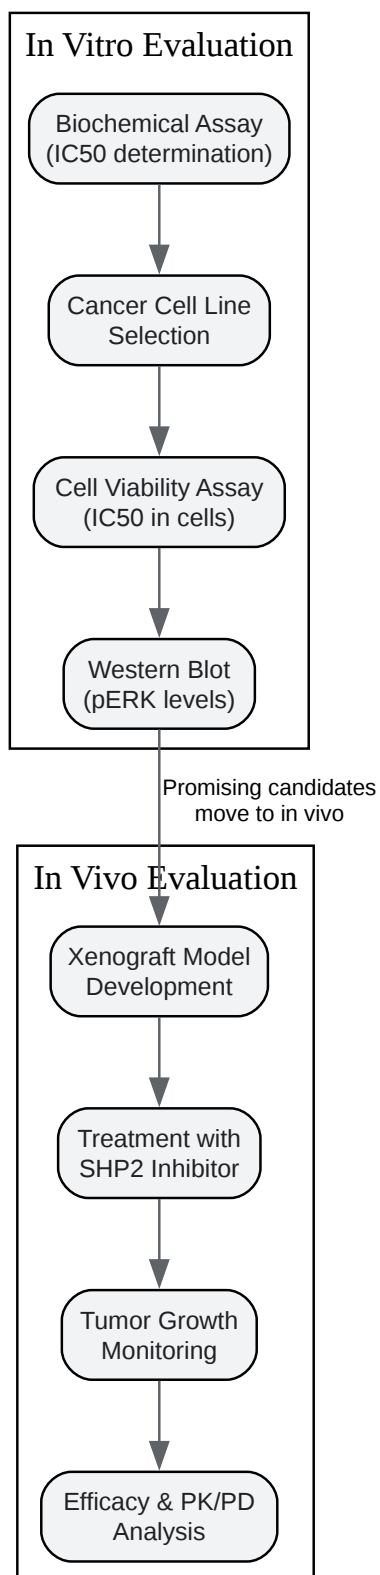 In Vitro Evaluation
Biochemical Assay
(IC50 determination)
Cancer Cell Line
Selection
Cell Viability Assay
(IC50 in cells)
Western Blot
(pERK levels)
Promising candidates
move to in vivo
In Vivo Evaluation
Xenograft Model
Development
Treatment with
SHP2 Inhibitor
Tumor Growth
Monitoring
Efficacy & PK/PD
Analysis